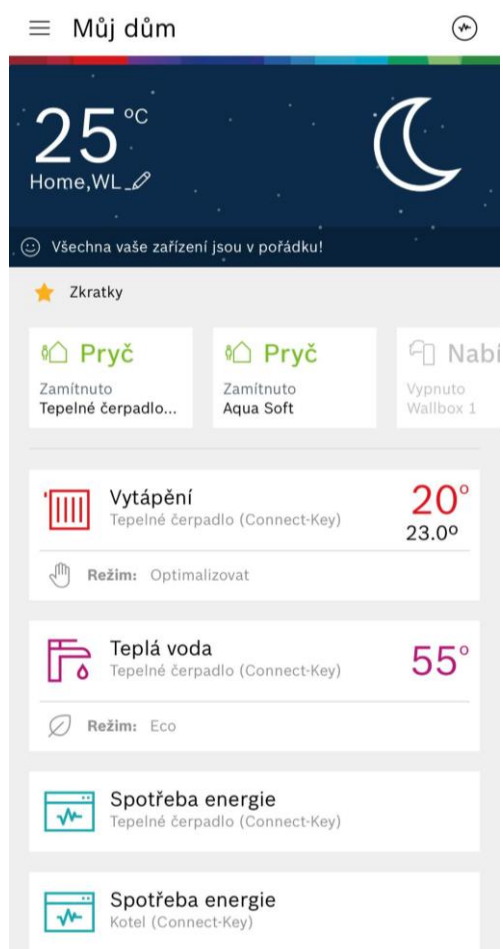 Můj dům
25 °C
Home,WL_
Všechna vaše zařízení jsou v pořádku!
Zkratky
Pryč
Zamítnuto
Tepelné čerpadlo...
Pryč
Zamítnuto
Aqua Soft
Nabí
Vypnuto
Wallbox 1
Vytápění
Tepelné čerpadlo (Connect-Key)
20°
23.0º
Režim: Optimalizovat
Teplá voda
Tepelné čerpadlo (Connect-Key)
55°
Režim: Eco
Spotřeba energie
Tepelné čerpadlo (Connect-Key)
Spotřeba energie
Kotel (Connect-Key)